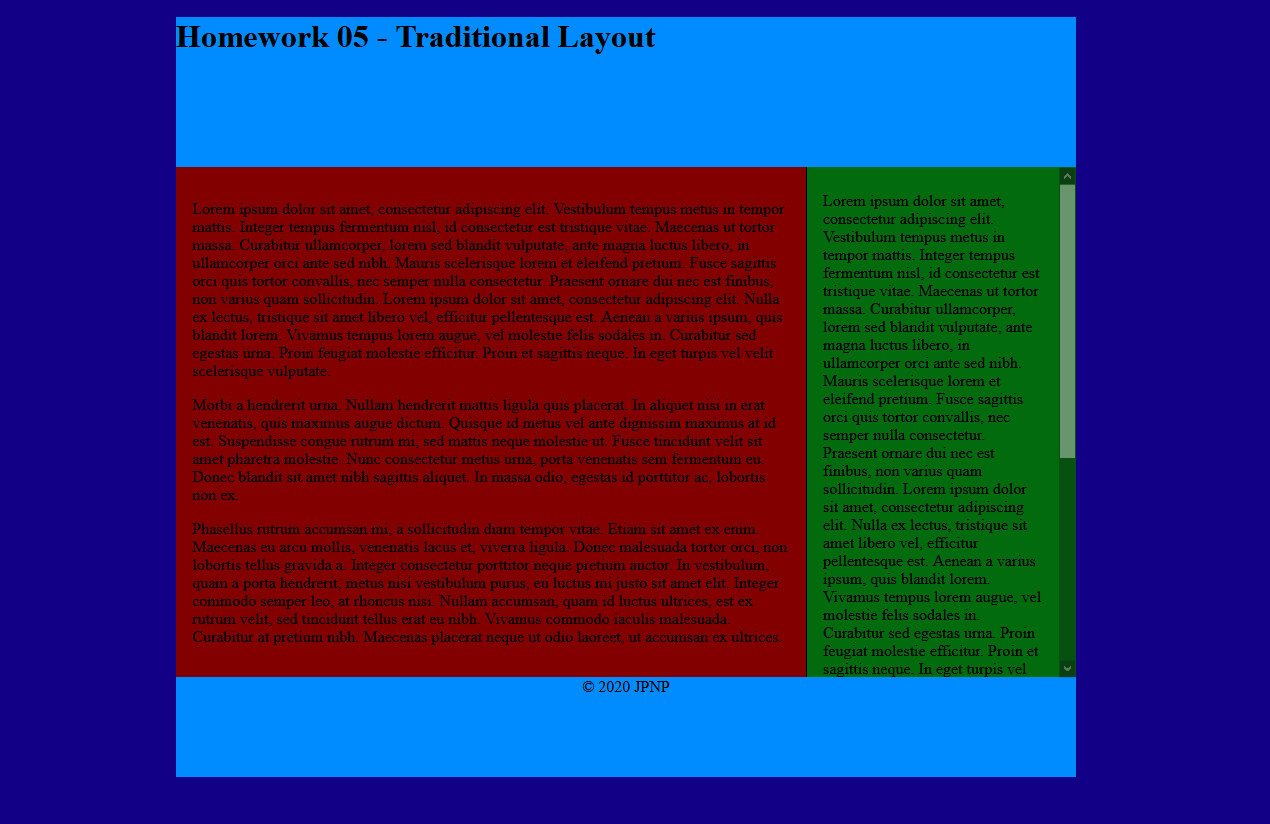 Homework 05 - Traditional Layout
Lorem ipsum dolor sit amet, consectetur adipiscing elit. Vestibulum tempus metus in tempor
mattis. Integer tempus fermentum nisl, id consectetur est tristique vitae. Maecenas ut tortor
massa. Curabitur ullamcorper, lorem sed blandit vulputate, ante magna luctus libero, in
ullamcorper orci ante sed nibh. Mauris scelerisque lorem et eleifend pretium. Fusce sagittis
orci quis tortor convallis, nec semper nulla consectetur. Praesent ornare dui nec est finibus,
non varius quam sollicitudin. Lorem ipsum dolor sit amet, consectetur adipiscing elit. Nulla
ex lectus, tristique sit amet libero vel, efficitur pellentesque est. Aenean a varius ipsum, quis
blandit lorem. Vivamus tempus lorem augue, vel molestie felis sodales in. Curabitur sed
egestas urna. Proin feugiat molestie efficitur. Proin et sagittis neque. In eget turpis vel velit
scelerisque vulputate.
Morbi a hendrerit urna. Nullam hendrerit mattis ligula quis placerat. In aliquet nisi in erat
venenatis, quis maximus augue dictum. Quisque id metus vel ante dignissim maximus at id
est. Suspendisse congue rutrum mi, sed mattis neque molestie ut. Fusce tincidunt velit sit
amet pharetra molestie. Nunc consectetur metus urna, porta venenatis sem fermentum eu.
Donec blandit sit amet nibh sagittis aliquet. In massa odio, egestas id porttitor ac, lobortis
non ex.
Phasellus rutrum accumsan mi, a sollicitudin diam tempor vitae. Etiam sit amet ex enim.
Maecenas eu arcu mollis, venenatis lacus et, viverra ligula. Donec malesuada tortor orci, non
lobortis tellus gravida a. Integer consectetur porttitor neque pretium auctor. In vestibulum,
quam a porta hendrerit, metus nisi vestibulum purus, eu luctus mi justo sit amet elit. Integer
commodo semper leo, at rhoncus nisi. Nullam accumsan, quam id luctus ultrices, est ex
rutrum velit, sed tincidunt tellus erat eu nibh. Vivamus commodo iaculis malesuada.
Curabitur at pretium nibh. Maecenas placerat neque ut odio laoreet, ut accumsan ex ultrices.
Lorem ipsum dolor sit amet,
consectetur adipiscing elit.
Vestibulum tempus metus in
tempor mattis. Integer tempus
fermentum nisl, id consectetur est
tristique vitae. Maecenas ut tortor
massa. Curabitur ullamcorper,
lorem sed blandit vulputate, ante
magna luctus libero, in
ullamcorper orci ante sed nibh.
Mauris scelerisque lorem et
eleifend pretium. Fusce sagittis
orci quis tortor convallis, nec
semper nulla consectetur.
Praesent ornare dui nec est
finibus, non varius quam
sollicitudin. Lorem ipsum dolor
sit amet, consectetur adipiscing
elit. Nulla ex lectus, tristique sit
amet libero vel, efficitur
pellentesque est. Aenean a varius
ipsum, quis blandit lorem.
Vivamus tempus lorem augue, vel
molestie felis sodales in.
Curabitur sed egestas urna. Proin
feugiat molestie efficitur. Proin et
sagittis neque. In eget turpis vel
© 2020 JPNP